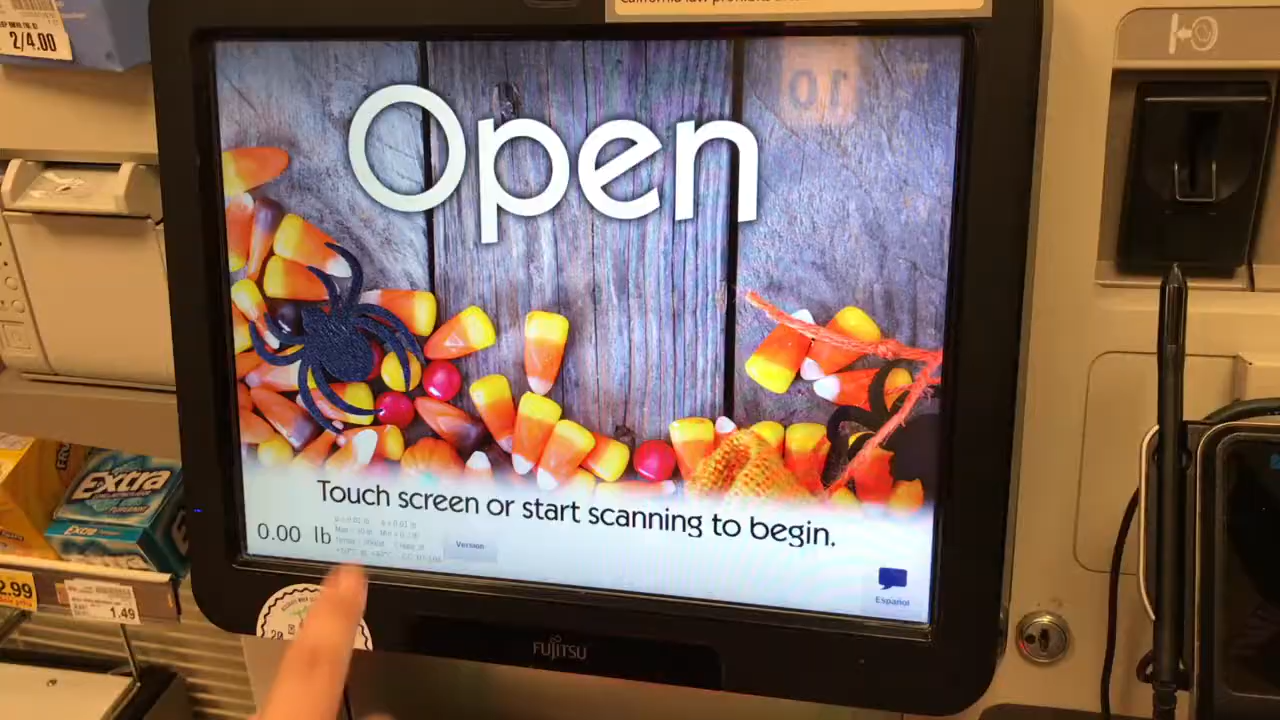 2/4.00
Open
Touch screen or start scanning to begin.
0.00 lb
Version
Español
Extra
2.99
1.49
FUJITSU